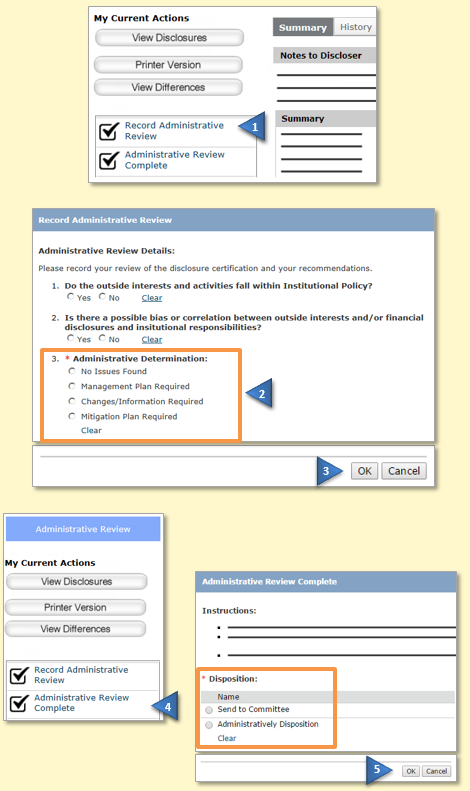 My Current Actions
View Disclosures
Printer Version
View Differences
Record Administrative
Review
Administrative Review
Complete
Summary
History
Notes to Discloser
Summary
1
Record Administrative Review
Administrative Review Details:
Please record your review of the disclosure certification and your recommendations.
1. Do the outside interests and activities fall within Institutional Policy?
Yes No Clear
2. Is there a possible bias or correlation between outside interests and/or financial
disclosures and insitutional responsibilities?
Yes No Clear
3. * Administrative Determination:
No Issues Found
Management Plan Required
Changes/Information Required
Mitigation Plan Required
Clear
2
3
OK Cancel
Administrative Review
My Current Actions
View Disclosures
Printer Version
View Differences
Record Administrative
Review
Administrative Review
Complete
4
Administrative Review Complete
Instructions:
* Disposition:
Name
Send to Committee
Administratively Disposition
Clear
5
OK Cancel